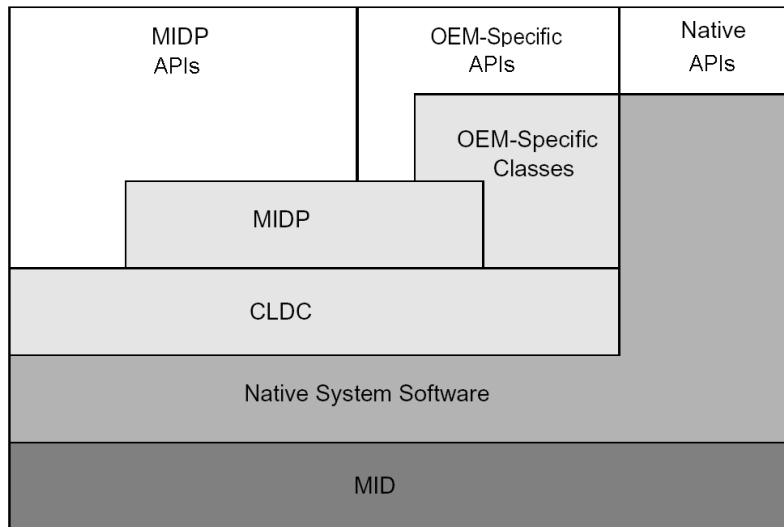 MIDP
APIs
OEM-Specific
APIs
Native
APIs
OEM-Specific
Classes
MIDP
CLDC
Native System Software
MID